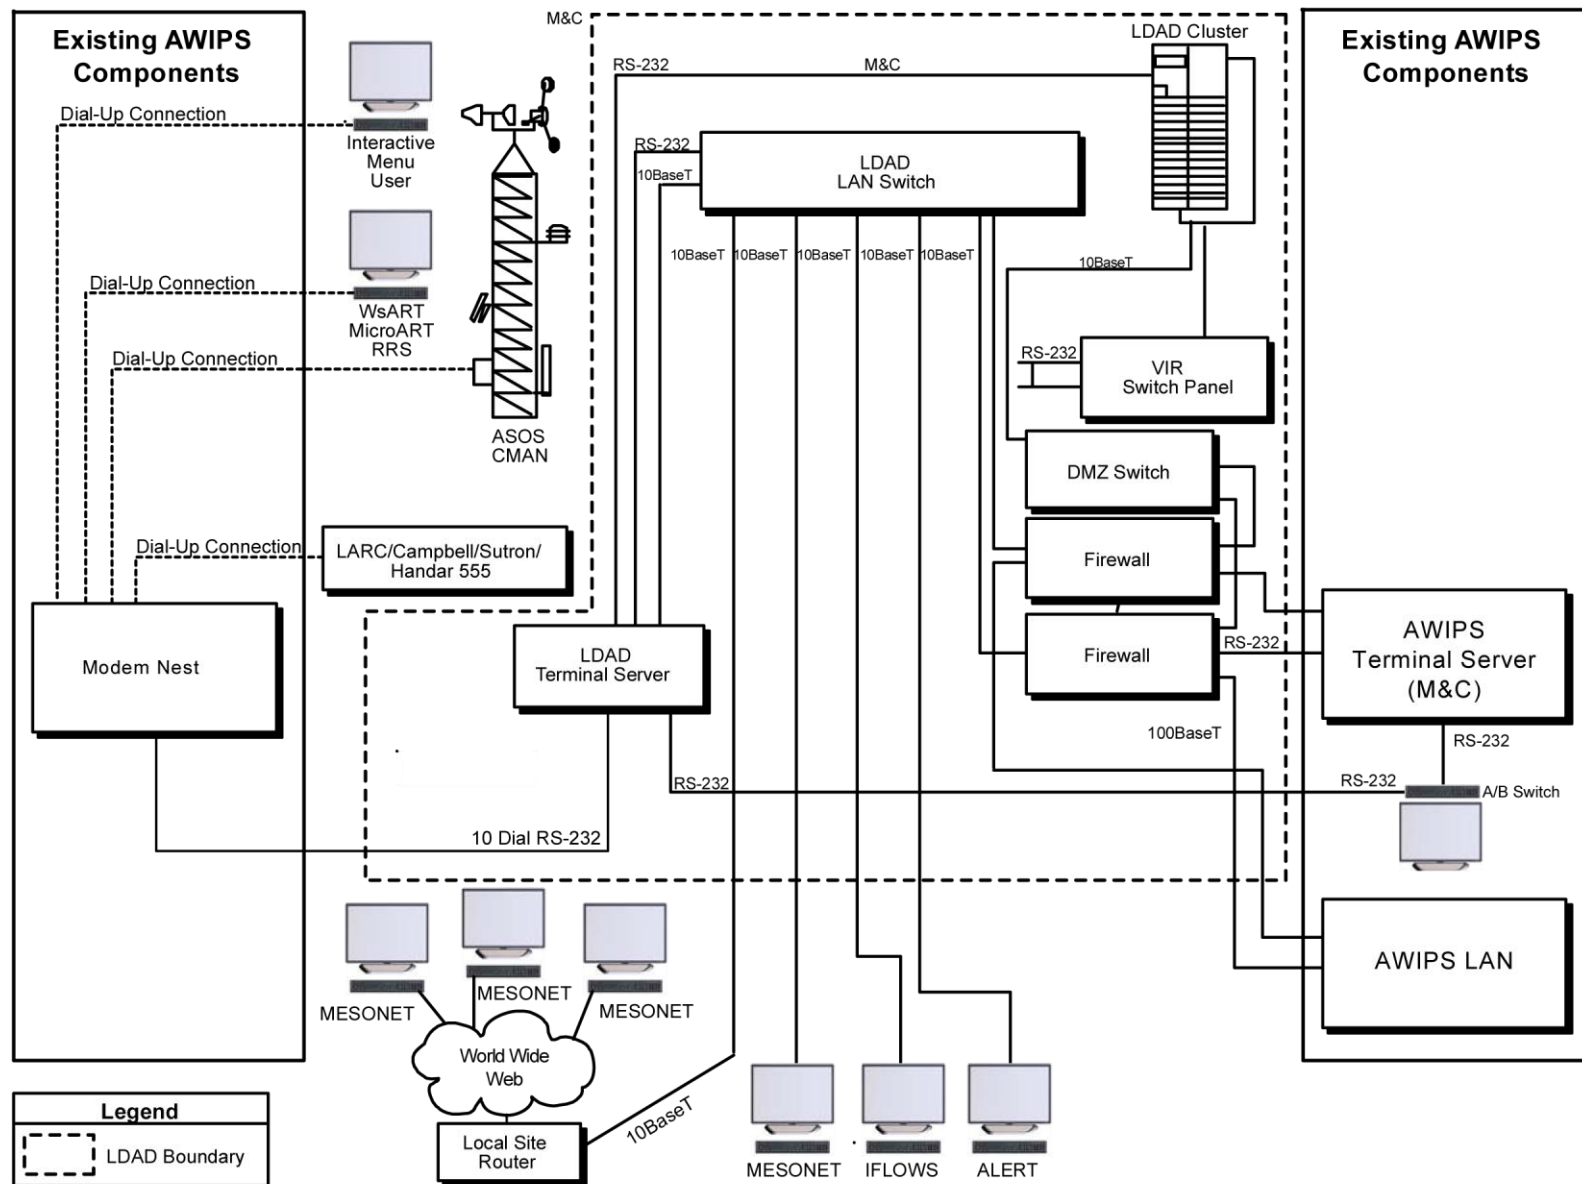 Existing AWIPS
Components
Dial-Up Connection
Interactive
Menu
User
Dial-Up Connection
WsART
MicroART
RRS
Dial-Up Connection
ASOS
CMAN
Dial-Up Connection
LARC/Campbell/Sutron/
Handar 555
Modem Nest
10 Dial RS-232
M&C
RS-232
M&C
LDAD Cluster
RS-232
10BaseT
LDAD
LAN Switch
10BaseT
10BaseT
10BaseT
10BaseT
10BaseT
10BaseT
RS-232
VIR
Switch Panel
DMZ Switch
Firewall
Firewall
RS-232
LDAD
Terminal Server
100BaseT
RS-232
Existing AWIPS
Components
AWIPS
Terminal Server
(M&C)
RS-232
RS-232
A/B Switch
AWIPS LAN
MESONET
MESONET
MESONET
World Wide
Web
Local Site
Router
10BaseT
MESONET
IFLOWS
ALERT
Legend
LDAD Boundary